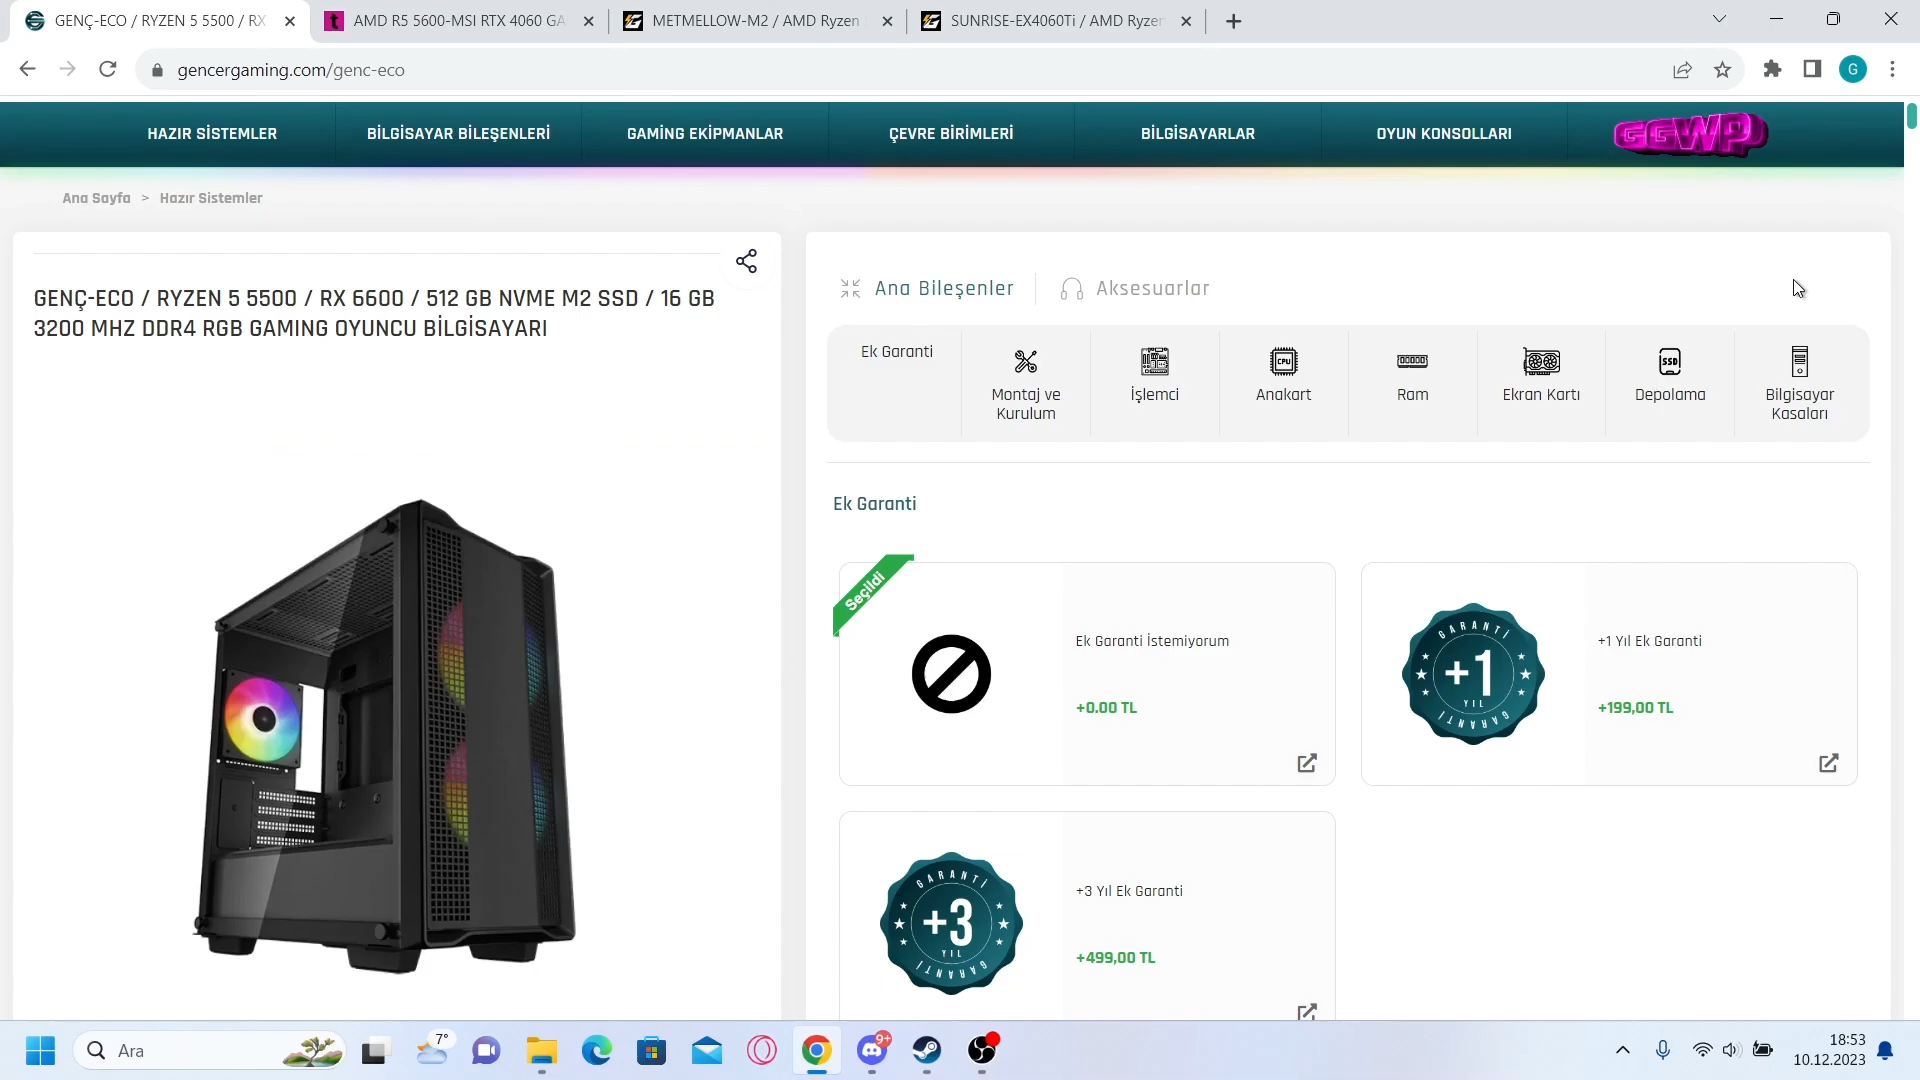 GENÇ-ECO / RYZEN 5 5500 / RX
AMD R5 5600-MSI RTX 4060 GA
METMELLOW-M2 / AMD Ryzen
SUNRISE-EX4060Ti / AMD Ryzen
gencergaming.com/genc-eco
G
HAZIR SİSTEMLER
BİLGİSAYAR BİLEŞENLERİ
GAMİNG EKİPMANLAR
ÇEVRE BİRİMLERİ
BİLGİSAYARLAR
OYUN KONSOLLARI
GGWP
Ana Sayfa > Hazır Sistemler
GENÇ-ECO / RYZEN 5 5500 / RX 6600 / 512 GB NVME M2 SSD / 16 GB
3200 MHZ DDR4 RGB GAMING OYUNCU BİLGİSAYARI
Ana Bileşenler
Aksesuarlar
Ek Garanti
Montaj ve
Kurulum
İşlemci
CPU
Anakart
Ram
Ekran Kartı
SSD
Depolama
Bilgisayar
Kasaları
Ek Garanti
Seçildi
Ek Garanti İstemiyorum
+0.00 TL
GARANTİ
+1
YIL
GARANTİ
+1 Yıl Ek Garanti
+199,00 TL
GARANTİ
+3
YIL
GARANTİ
+3 Yıl Ek Garanti
+499,00 TL
Ara
7°
9+
18:53
10.12.2023